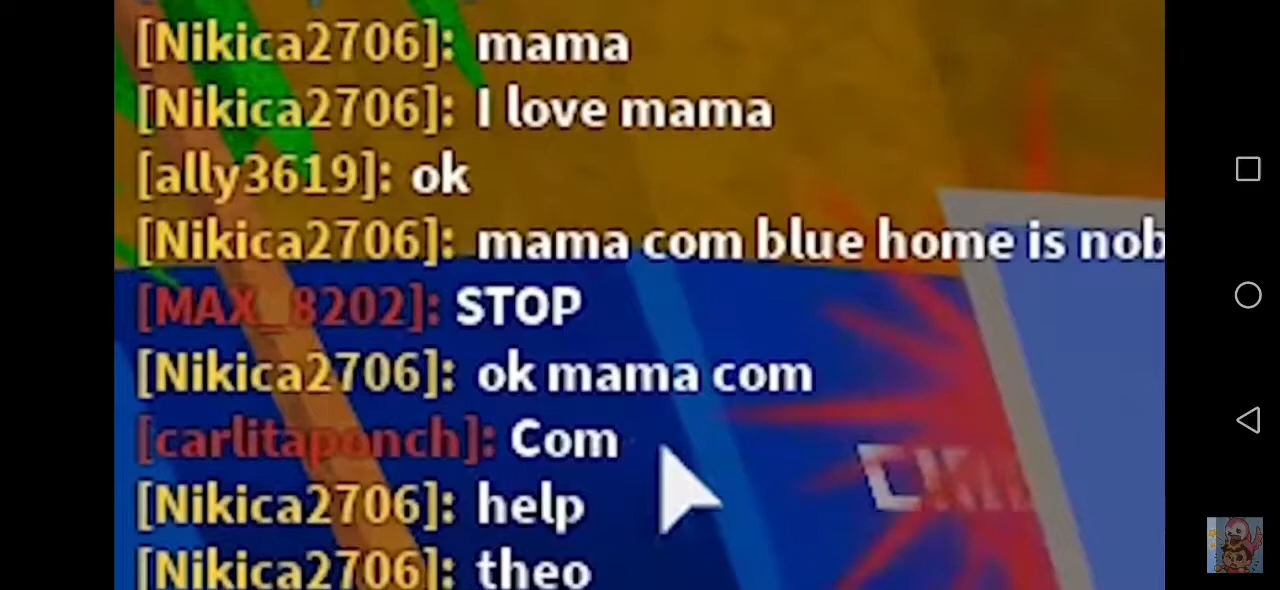 [Nikica2706]: mama
[Nikica2706]: I love mama
[ally3619]: ok
[Nikica2706]: mama com blue home is nob
[MAX_8202]: STOP
[Nikica2706]: ok mama com
[carlitaponch]: Com
[Nikica2706]: help
[Nikica2706]: theo